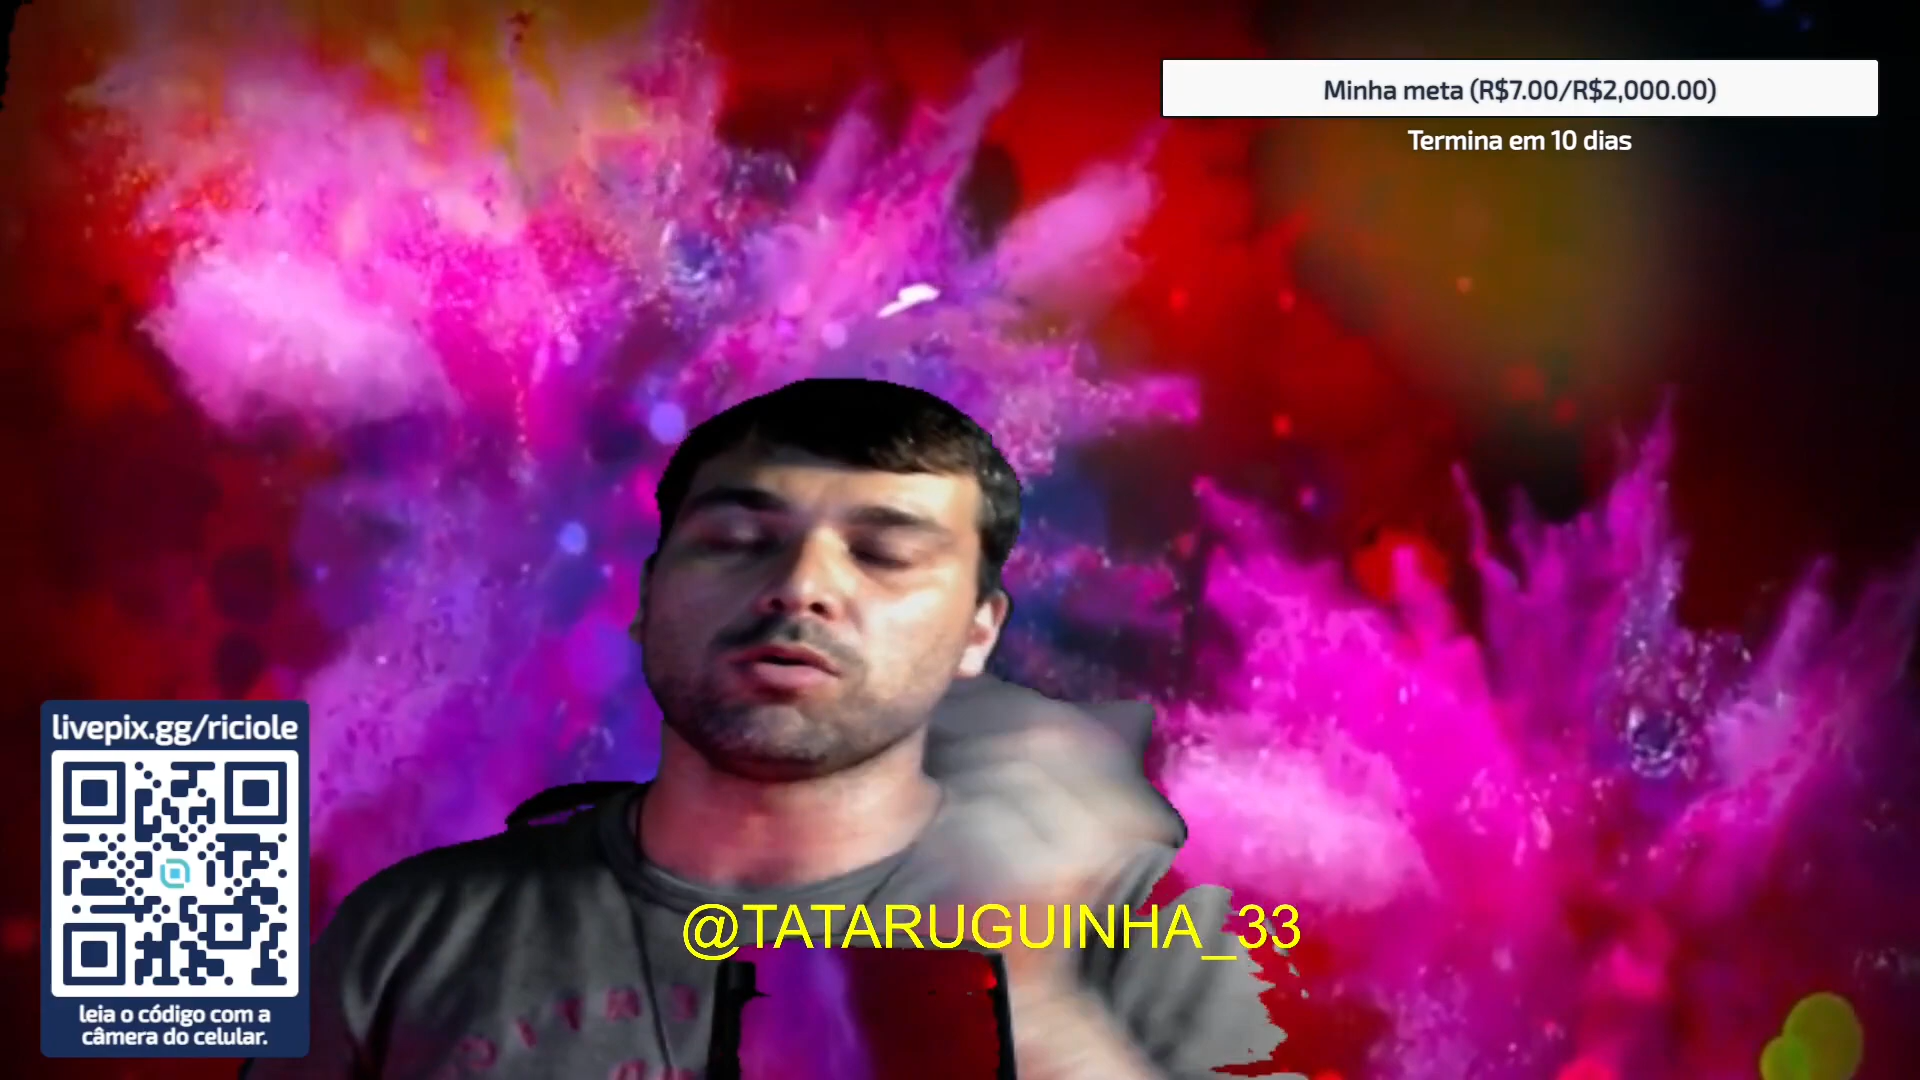 Minha meta (R$7.00/R$2,000.00)
Termina em 10 dias
livepix.gg/riciole
leia o código com a
câmera do celular.
@TATARUGUINHA_33